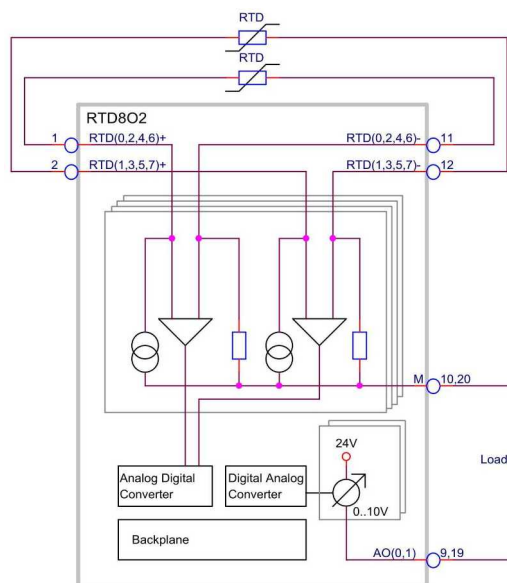 RTD
RTD
RTD8O2
1 RTD(0,2,4,6)+ RTD(0,2,4,6)- 11
2 RTD(1,3,5,7)+ RTD(1,3,5,7)- 12
M 10,20
24V
Load
Analog Digital
Converter
Digital Analog
Converter
0..10V
Backplane
AO(0,1) 9,19